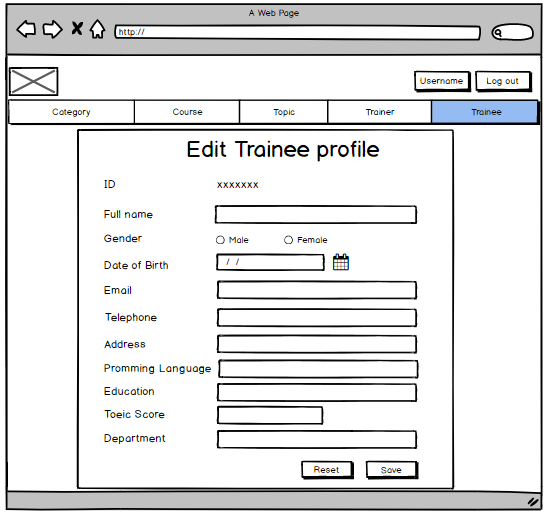 A Web Page
http://
Username Log out
Category Course Topic Trainer Trainee
Edit Trainee profile
ID xxxxxxx
Full name
Gender Male Female
Date of Birth / /
Email
Telephone
Address
Promming Language
Education
Toeic Score
Department
Reset Save